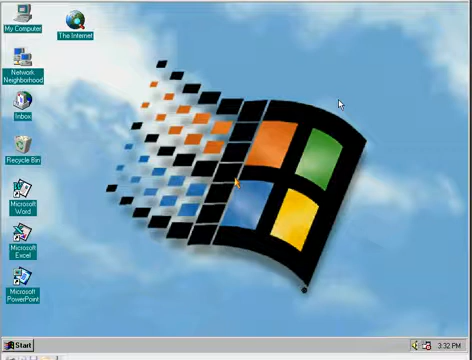 My Computer
The Internet
Network
Neighborhood
Inbox
Recycle Bin
Microsoft
Word
Microsoft
Excel
Microsoft
PowerPoint
Start
3:32 PM